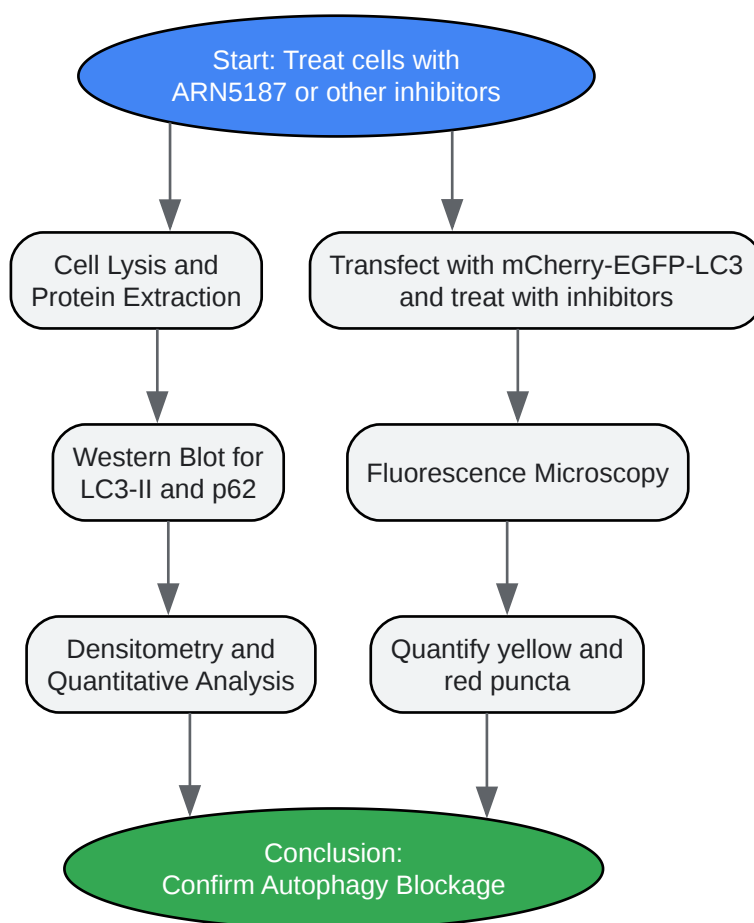 Start: Treat cells with
ARN5187 or other inhibitors
Cell Lysis and
Protein Extraction
Transfect with mCherry-EGFP-LC3
and treat with inhibitors
Western Blot for
LC3-II and p62
Fluorescence Microscopy
Densitometry and
Quantitative Analysis
Quantify yellow and
red puncta
Conclusion:
Confirm Autophagy Blockage